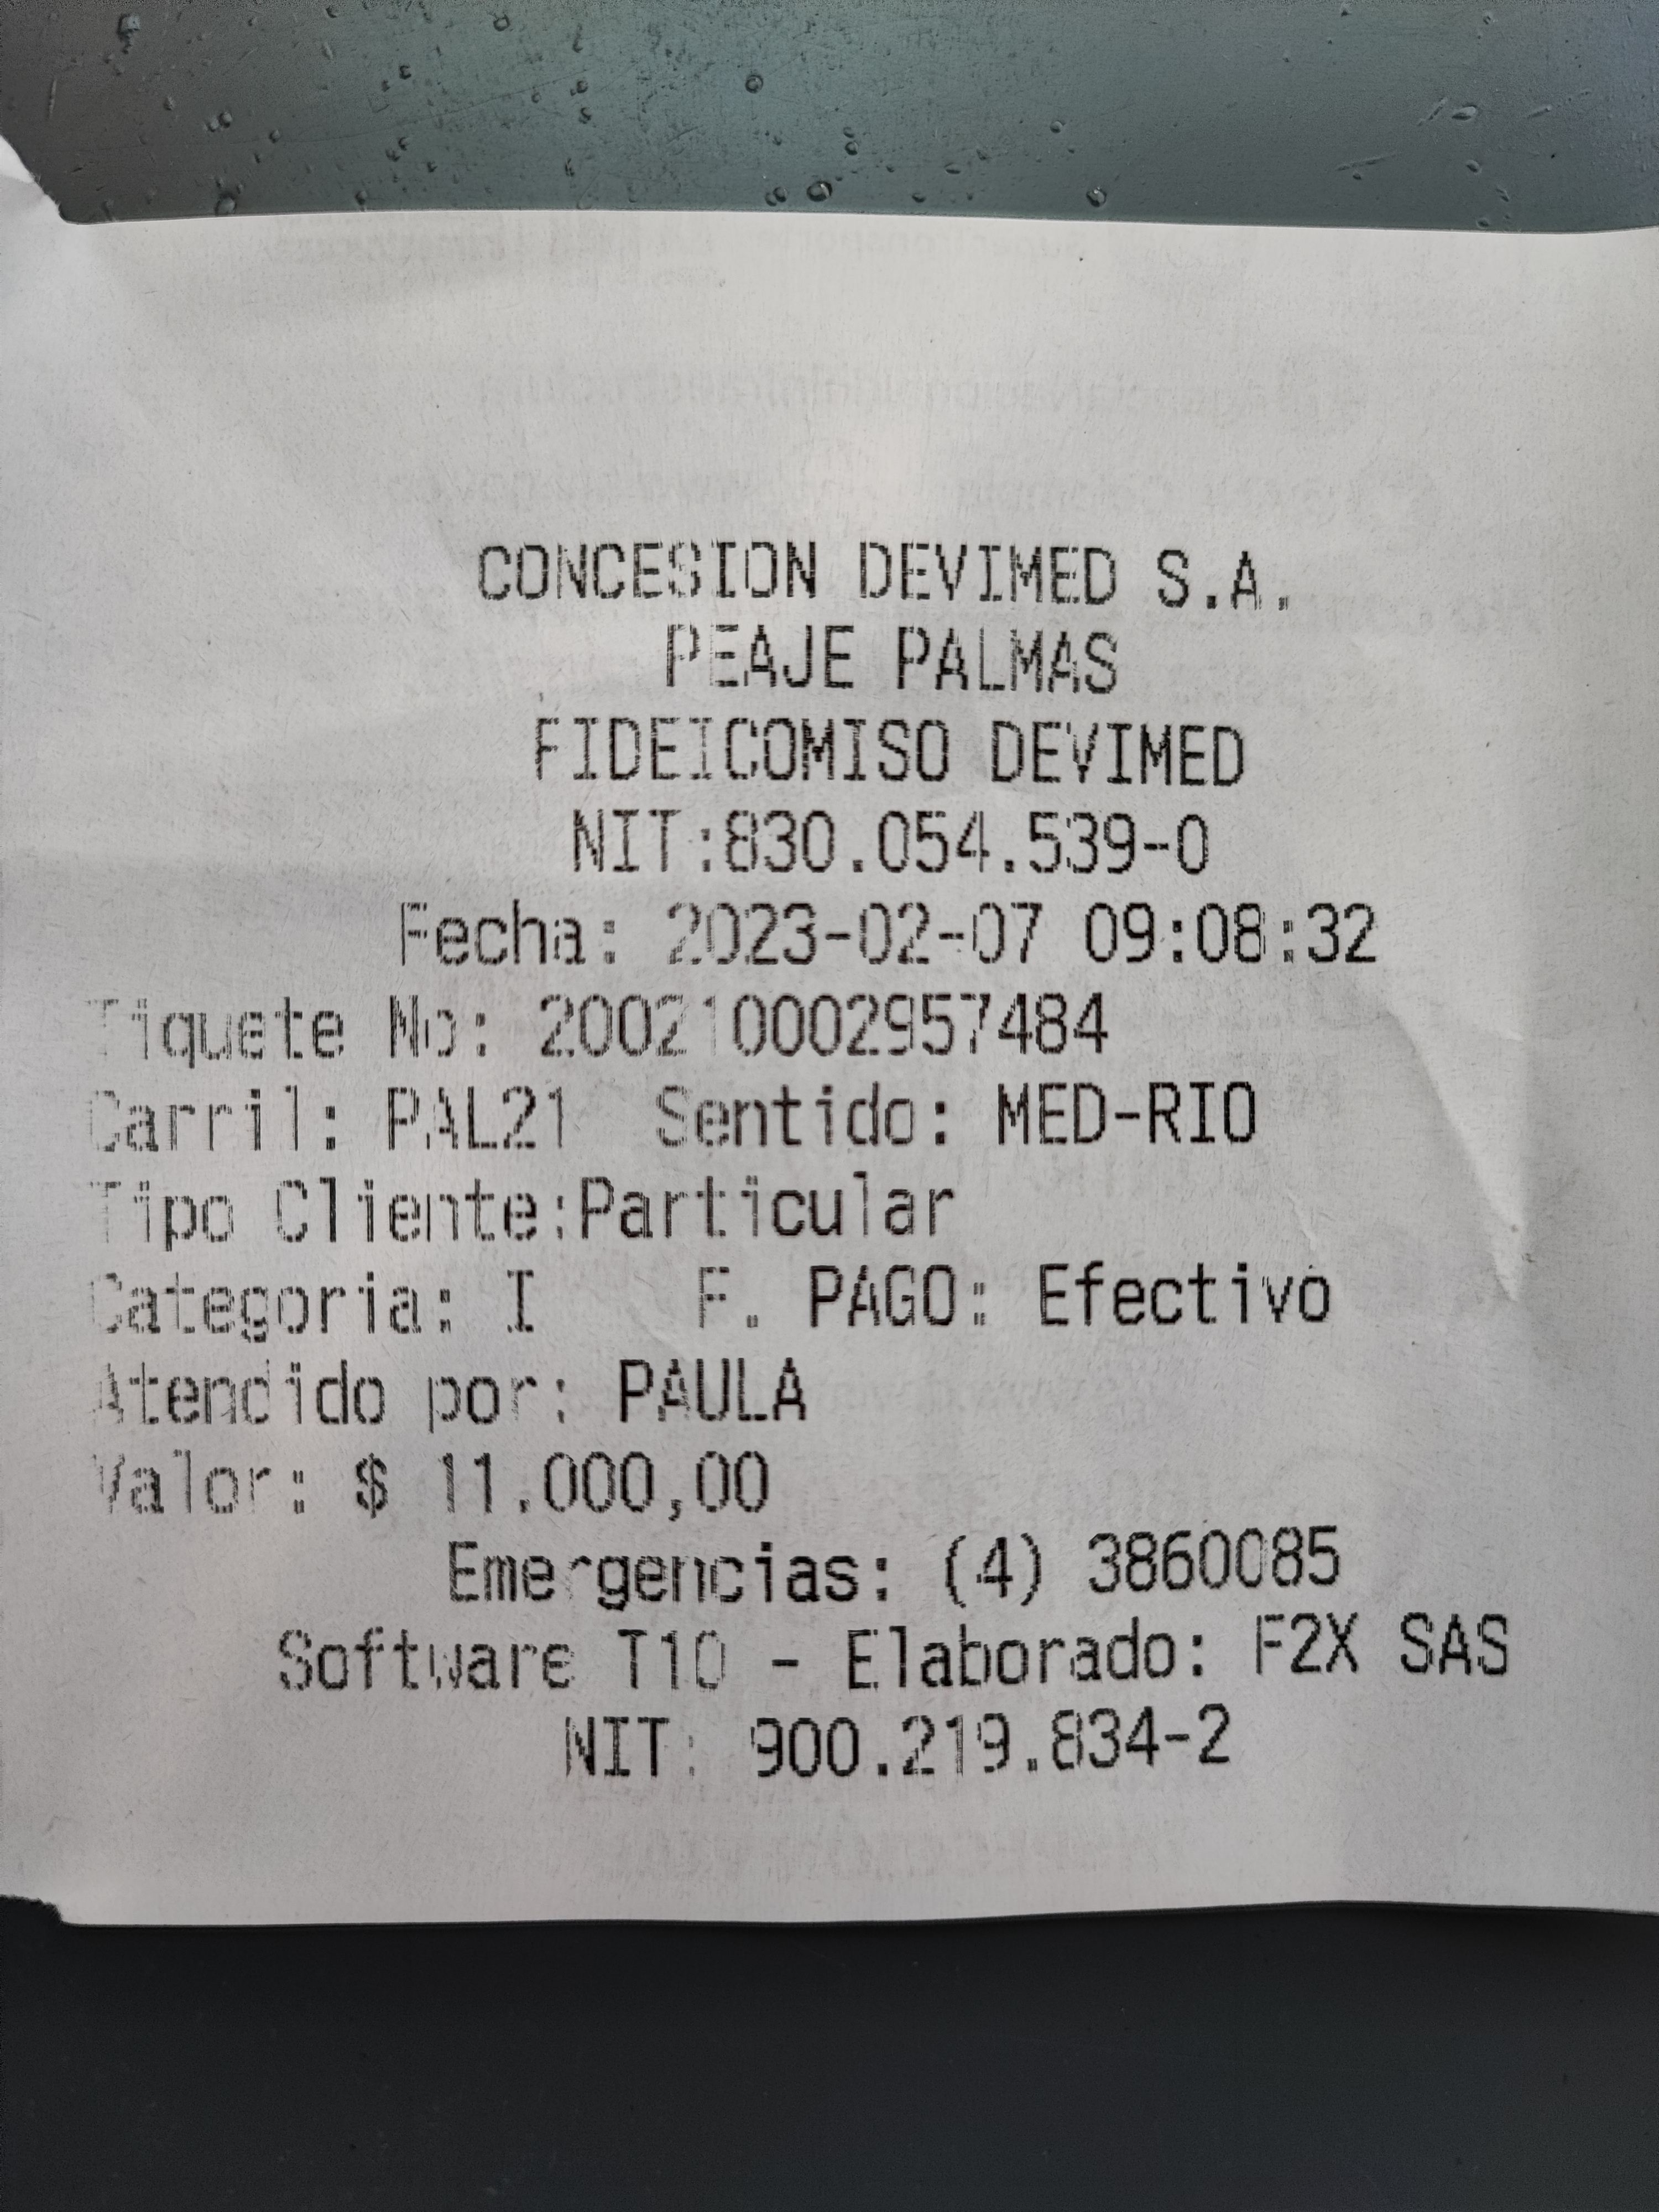 CONCESION DEVIMED S.A.
PEAJE PALMAS
FIDEICOMISO DEVIMED
NIT:830.054.539-0
Fecha: 2023-02-07 09:08:32
Tiquete No: 2002100002957484
Carril: PAL21 Sentido: MED-RIO
Tipo Cliente:Particular
Categoria: I F. PAGO: Efectivo
Atendido por: PAULA
Valor: $ 11.000,00
Emergencias: (4) 3860085
Software T10 - Elaborado: F2X SAS
NIT: 900.219.834-2